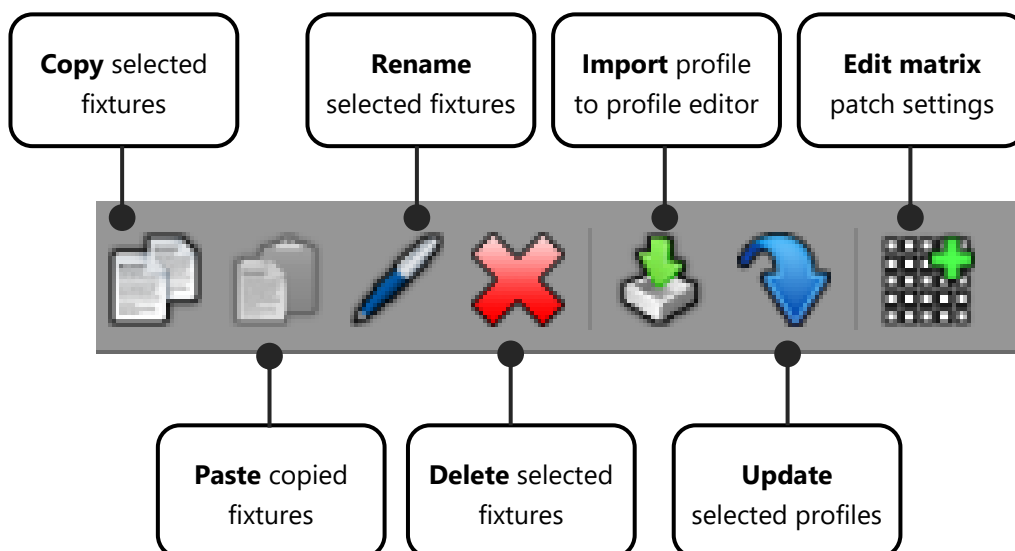 Copy selected
fixtures
Rename
selected fixtures
Import profile
to profile editor
Edit matrix
patch settings
Paste copied
fixtures
Delete selected
fixtures
Update
selected profiles